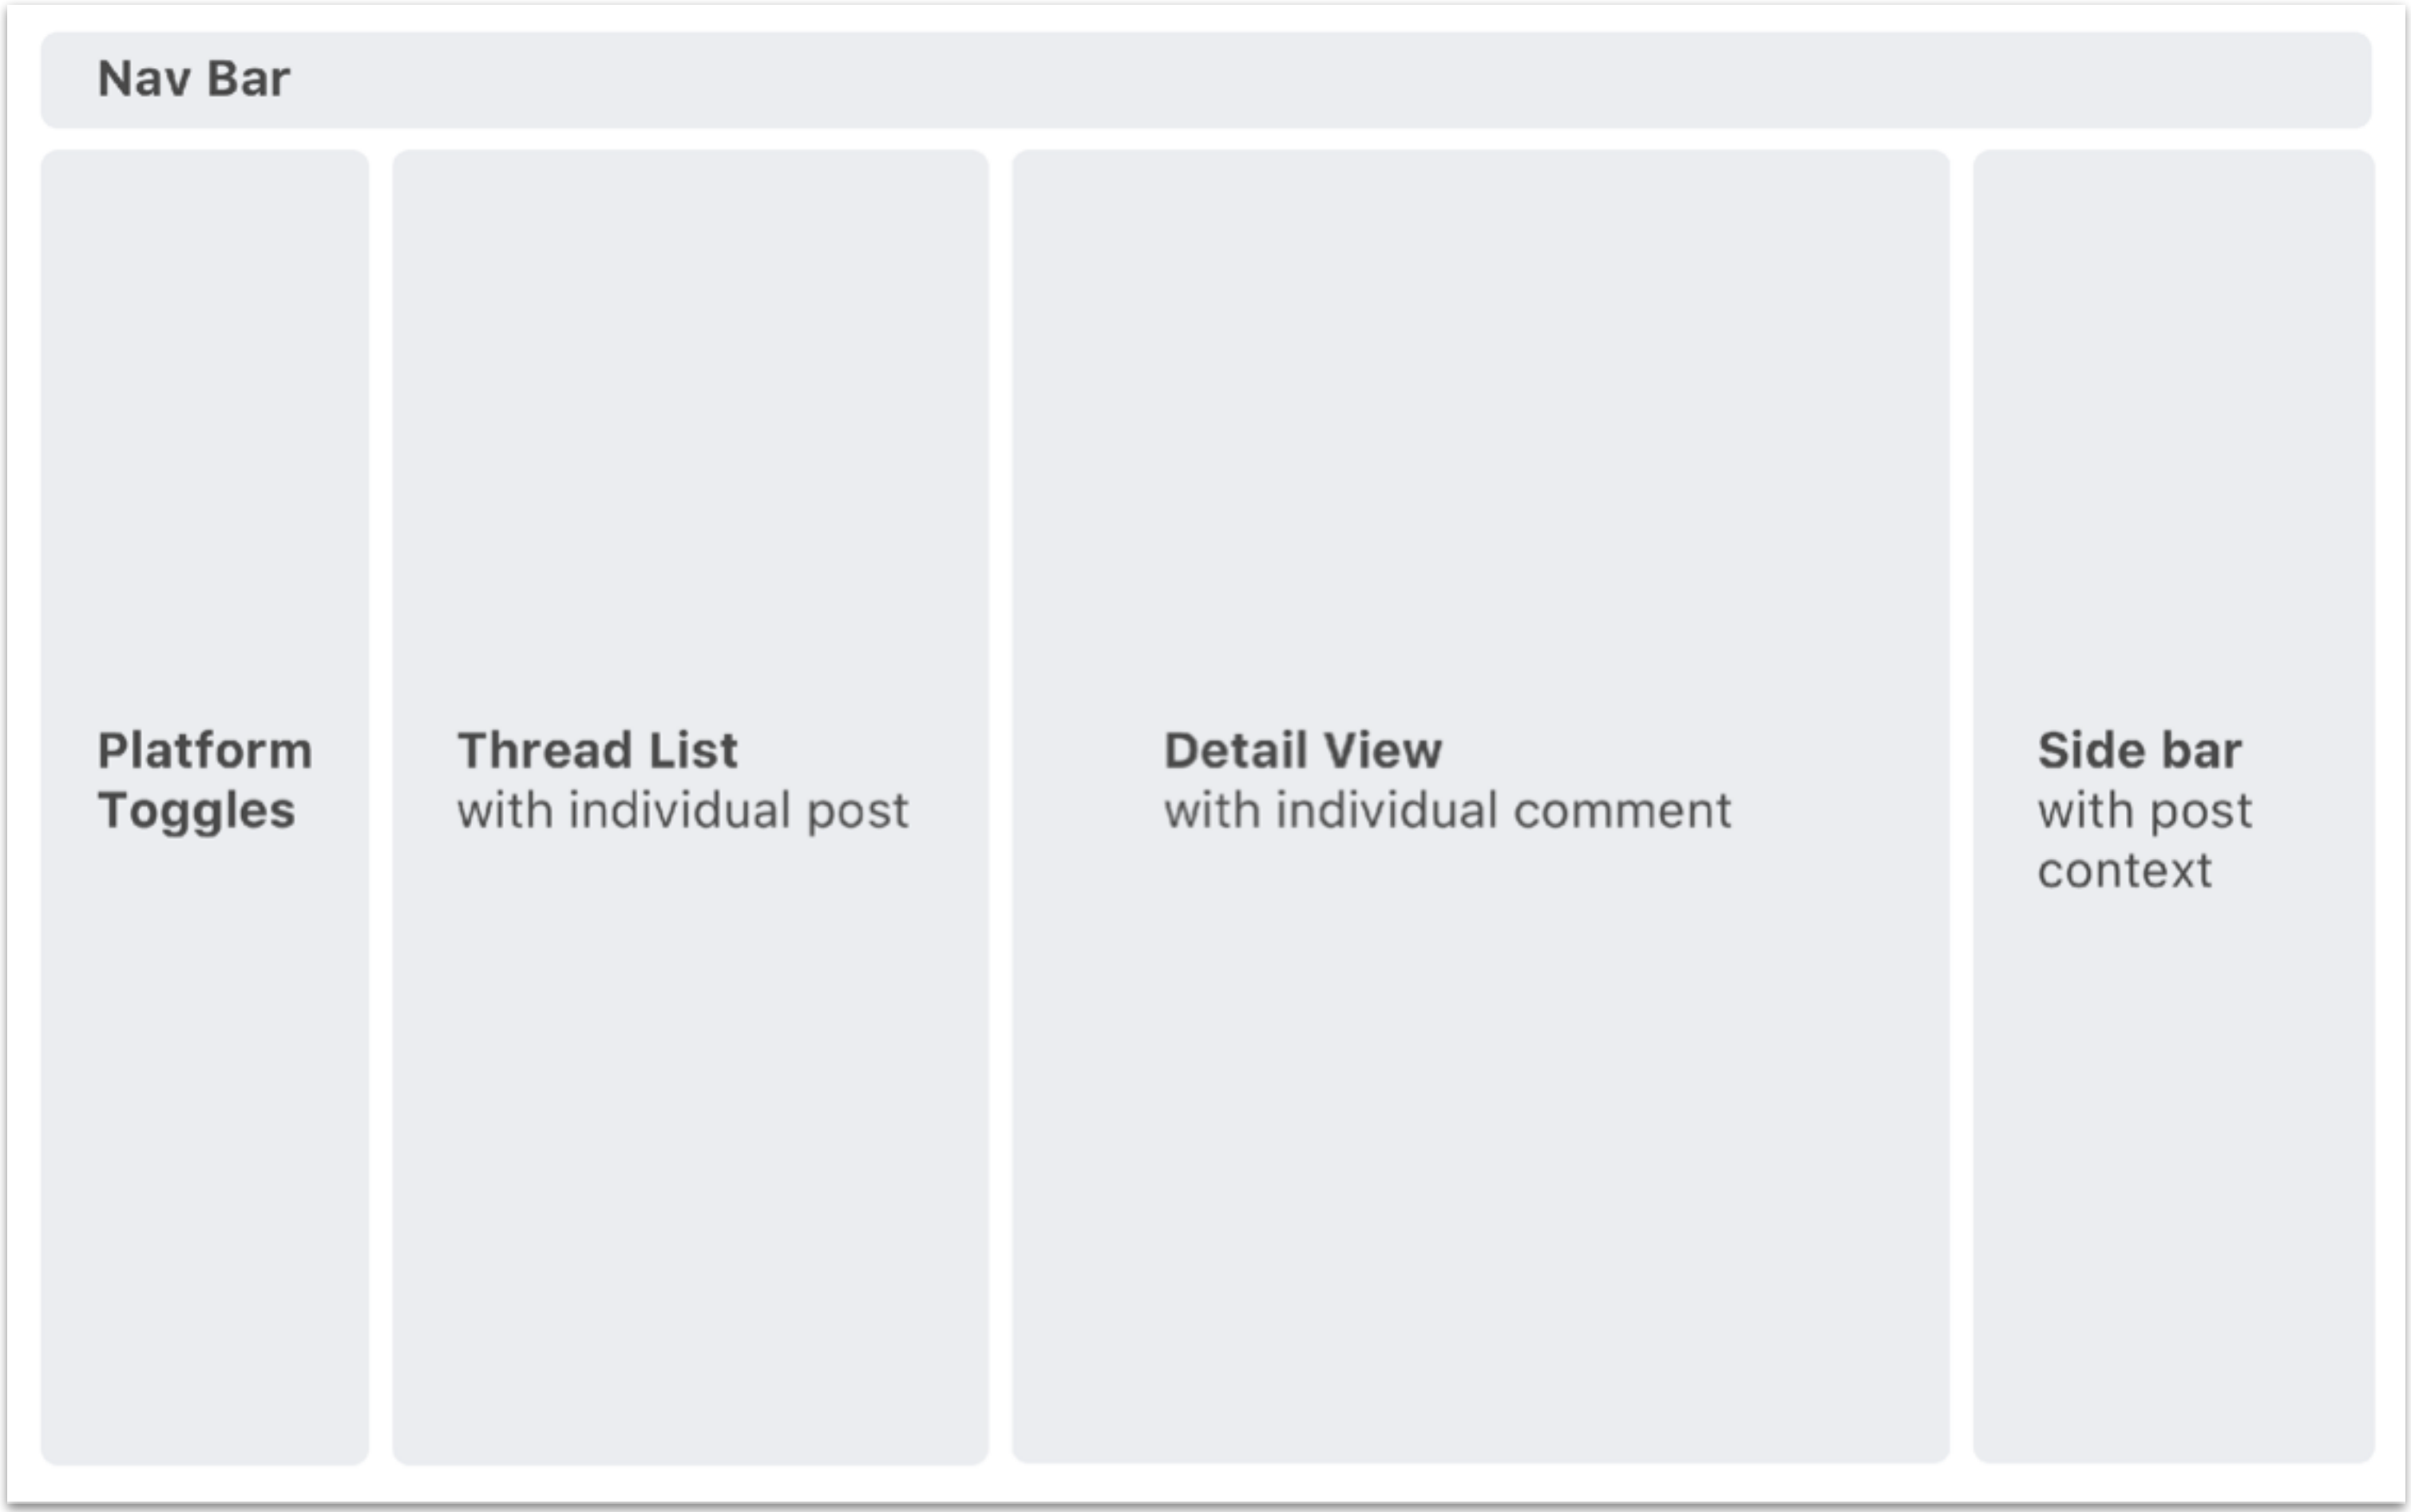 Nav Bar
Platform
Toggles
Thread List
with individual post
Detail View
with individual comment
Side bar
with post
context